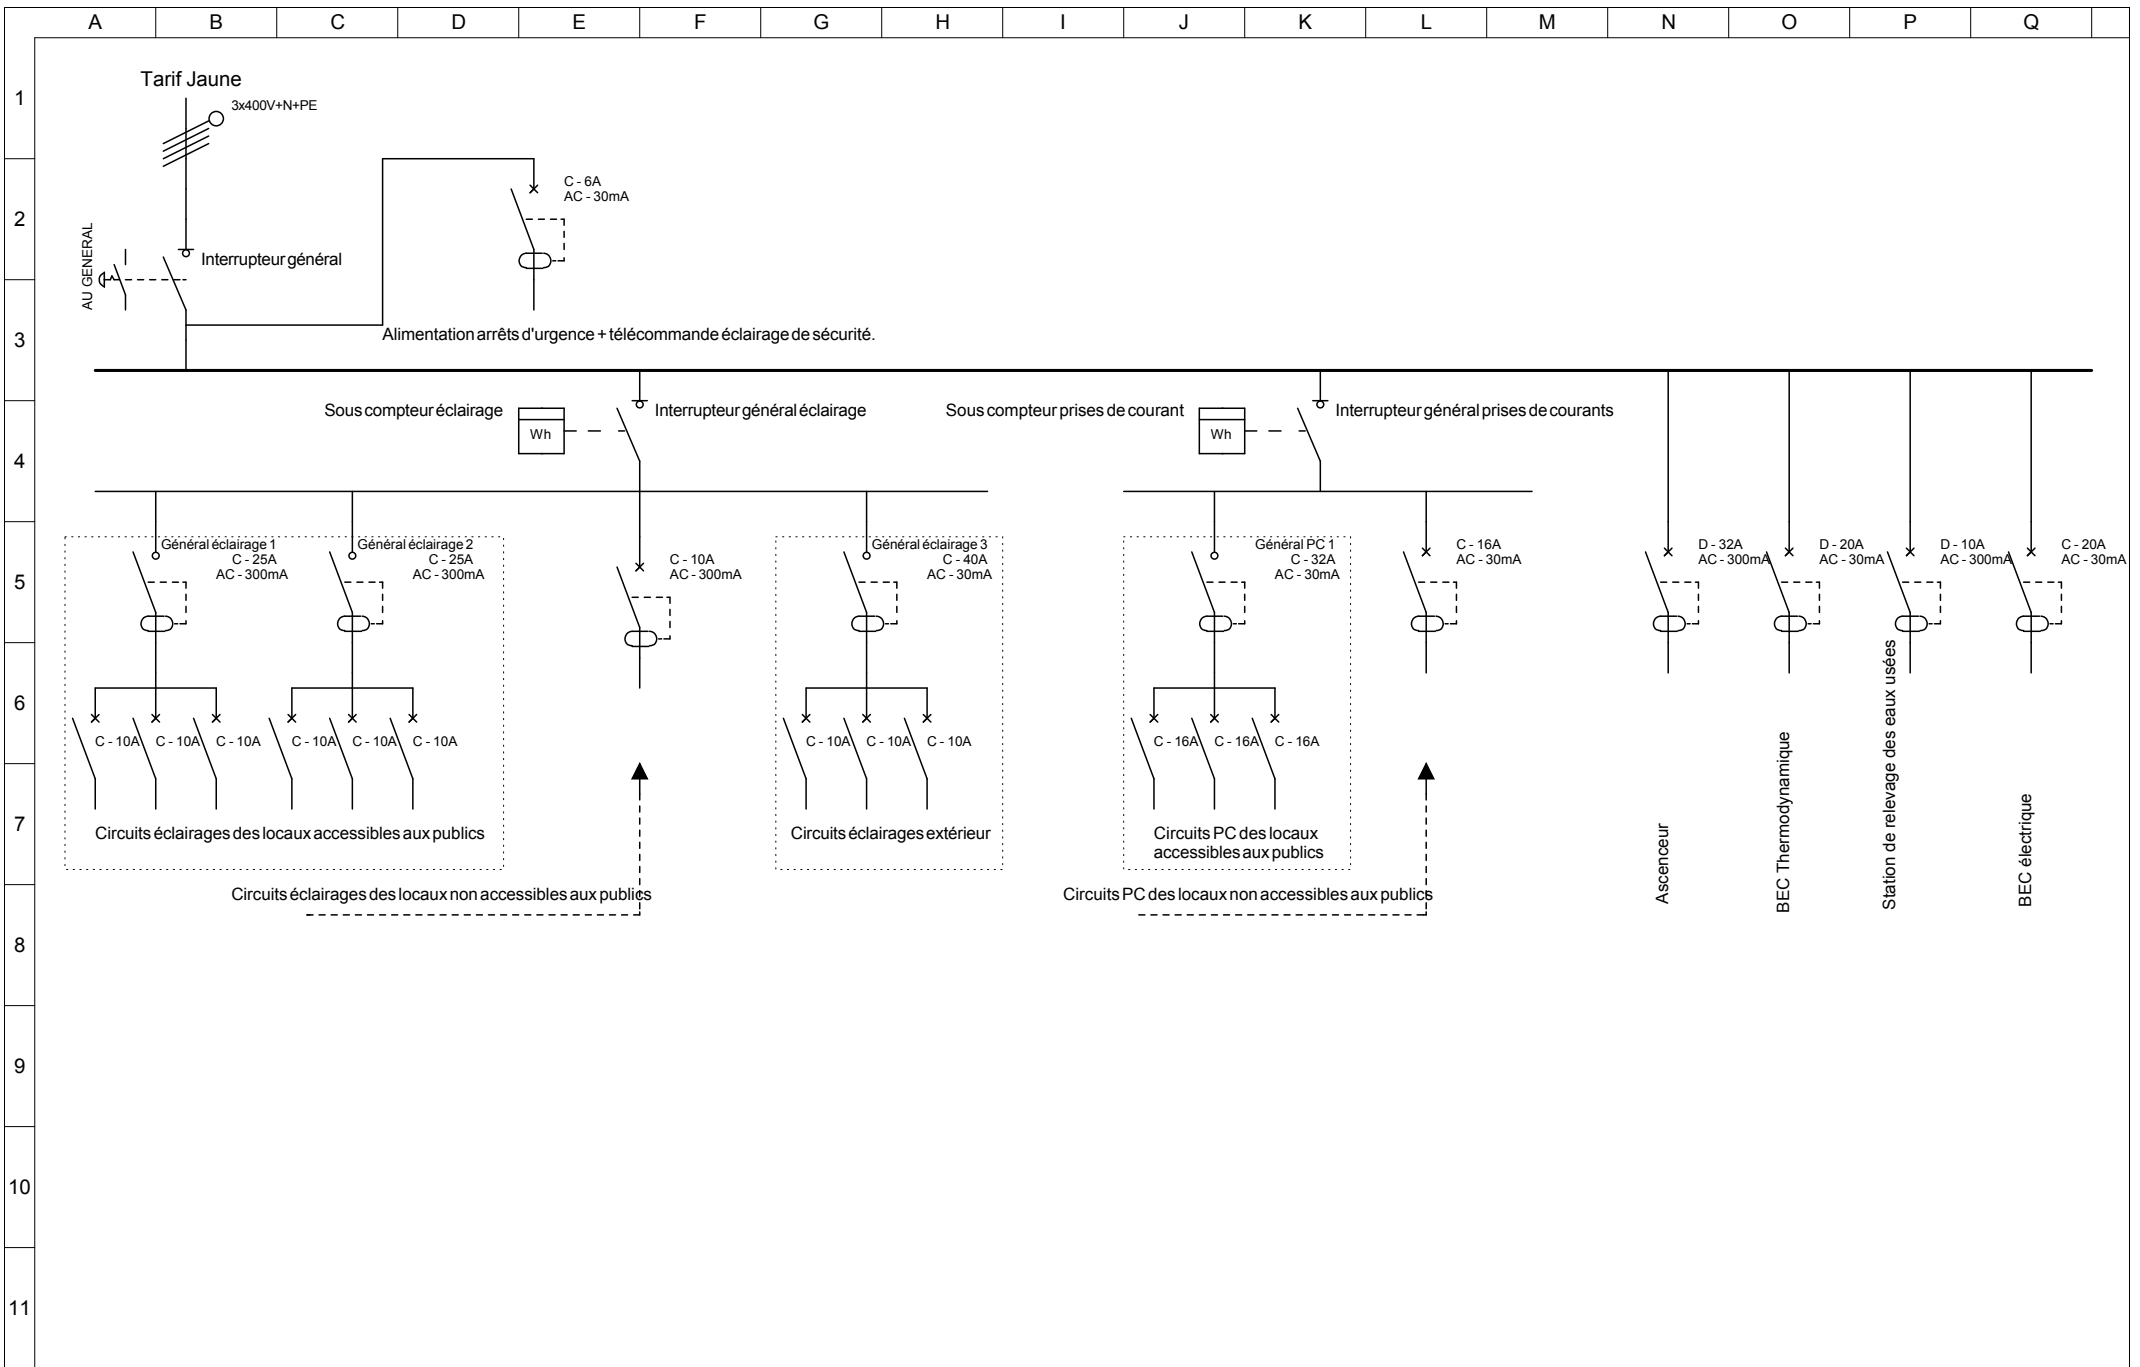 A B C D E F G H I J K L M N O P Q
1
Tarif Jaune
3x400V+N+PE
2
C - 6A
AC - 30mA
AU GENERAL
Interrupteur général
3
Alimentation arrêts d'urgence + télécommande éclairage de sécurité.
4
Sous compteur éclairage
Wh
Interrupteur général éclairage
Sous compteur prises de courant
Wh
Interrupteur général prises de courants
5
Général éclairage 1
C - 25A
AC - 300mA
Général éclairage 2
C - 25A
AC - 300mA
C - 10A
AC - 300mA
Général éclairage 3
C - 40A
AC - 30mA
Général PC 1
C - 32A
AC - 30mA
C - 16A
AC - 30mA
D - 32A
AC - 300mA
D - 20A
AC - 30mA
D - 10A
AC - 300mA
C - 20A
AC - 30mA
6
C - 10A
C - 10A
C - 10A
C - 10A
C - 10A
C - 10A
C - 10A
C - 10A
C - 10A
C - 16A
C - 16A
C - 16A
7
Circuits éclairages des locaux accessibles aux publics
Circuits éclairages extérieur
Circuits PC des locaux
accessibles aux publics
Ascenceur
BEC Thermodynamique
Station de relevage des eaux usées
BEC électrique
Circuits éclairages des locaux non accessibles aux publics
Circuits PC des locaux non accessibles aux publics
8
9
10
11